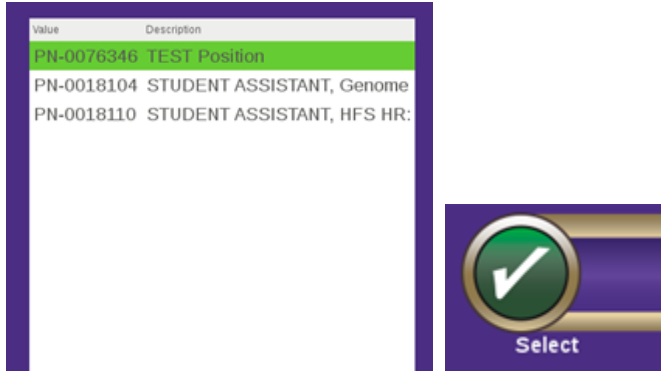 Value Description
PN-0076346 TEST Position
PN-0018104 STUDENT ASSISTANT, Genome
PN-0018110 STUDENT ASSISTANT, HFS HR:
Select